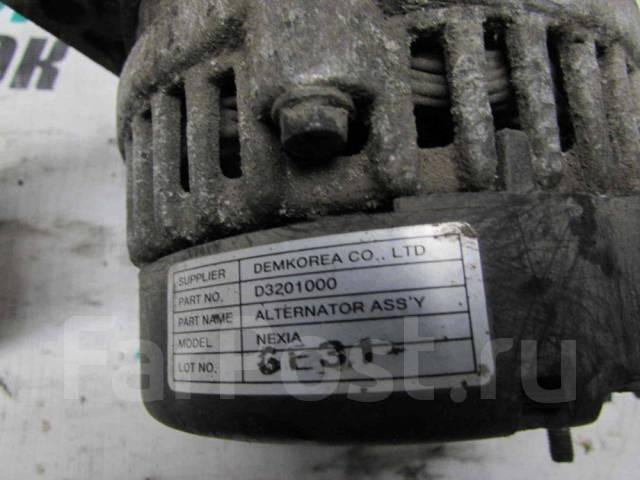 SUPPLIER DEMKOREA CO., LTD
PART NO. D3201000
PART NAME ALTERNATOR ASS'Y
MODEL NEXIA
LOT NO.
FarPost.ru